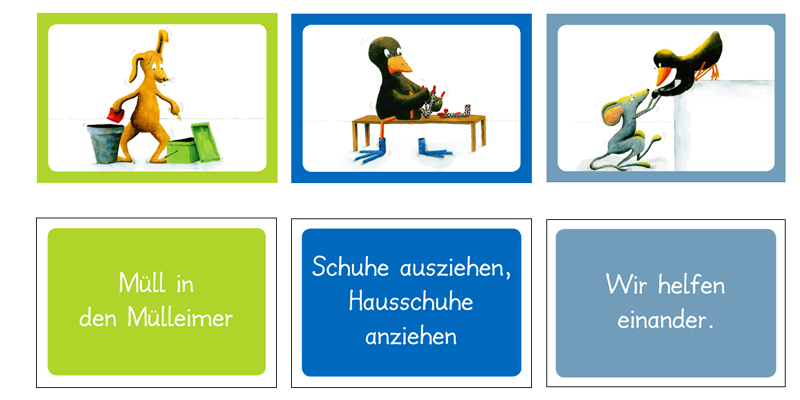 Müll in
den Mülleimer
Schuhe ausziehen,
Hausschuhe
anziehen
Wir helfen
einander.